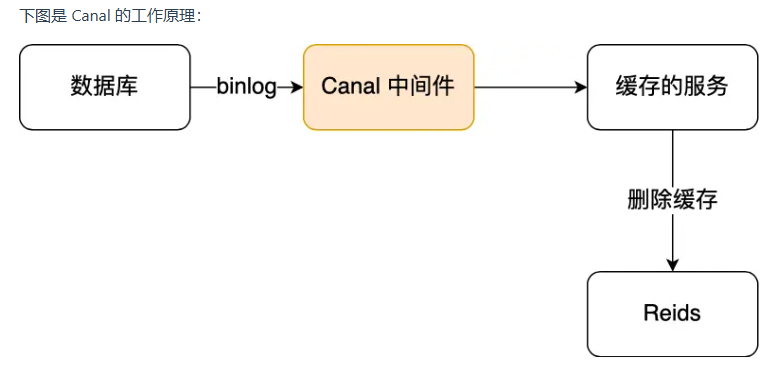 下图是 Canal 的工作原理：
数据库
binlog
Canal 中间件
缓存的服务
删除缓存
Reids